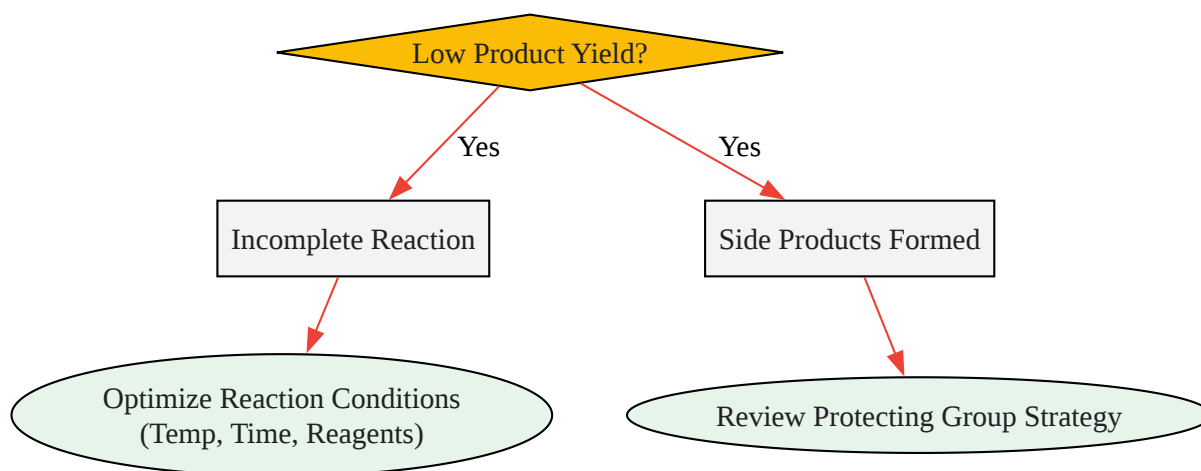 Low Product Yield?
Yes
Yes
Incomplete Reaction
Side Products Formed
Optimize Reaction Conditions
(Temp, Time, Reagents)
Review Protecting Group Strategy